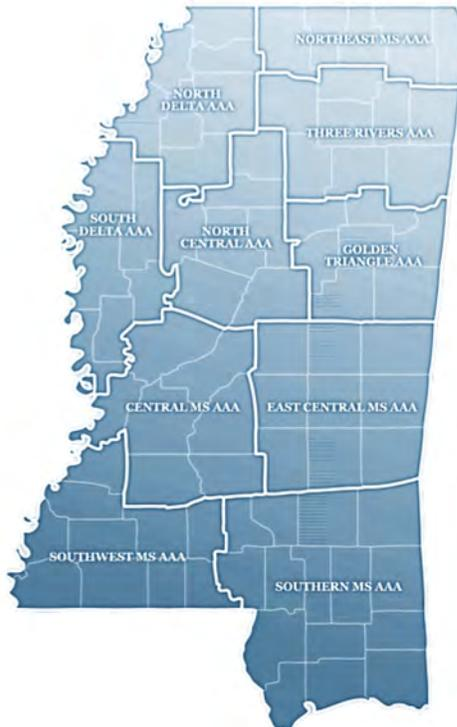 NORTHEAST MS AAA
NORTH
DELTA AAA
THREE RIVERS AAA
SOUTH
DELTA AAA
NORTH
CENTRAL AAA
GOLDEN
TRIANGLE AAA
CENTRAL MS AAA
EAST CENTRAL MS AAA
SOUTHWEST MS AAA
SOUTHERN MS AAA